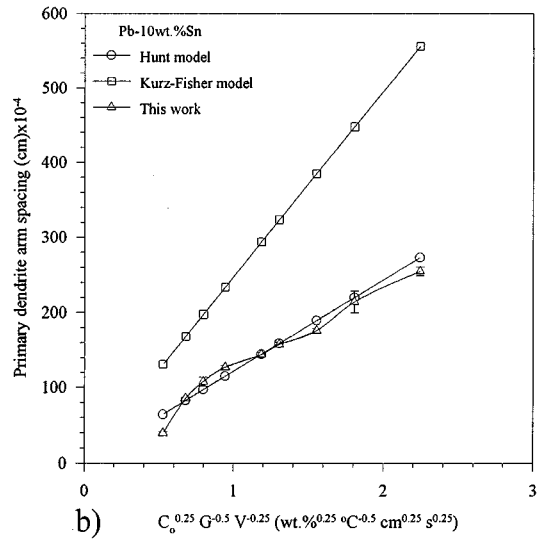 600
500
400
300
200
100
0
Primary dendrite arm spacing (cm)x10⁻⁴
Pb-10wt.%Sn
Hunt model
Kurz-Fisher model
This work
0 1 2 3
b) C₀^0.25 G^-0.5 V^-0.25 (wt.%^0.25 °C^-0.5 cm^0.25 s^0.25)